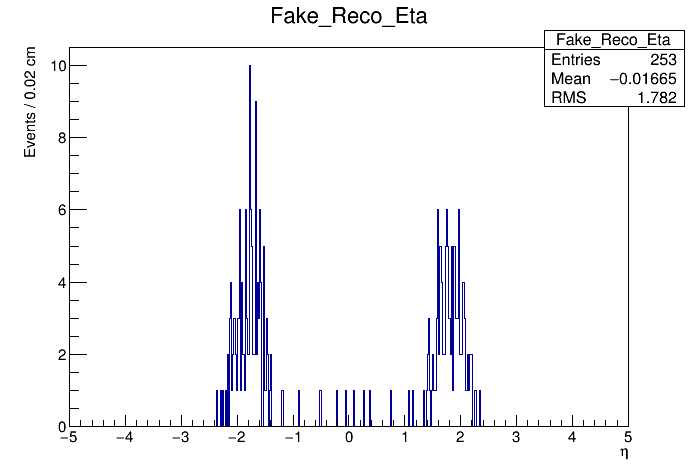 Fake_Reco_Eta
Fake_Reco_Eta
Entries 253
Mean −0.01665
RMS 1.782
Events / 0.02 cm
10
8
6
4
2
0
−5 −4 −3 −2 −1 0 1 2 3 4 5
η